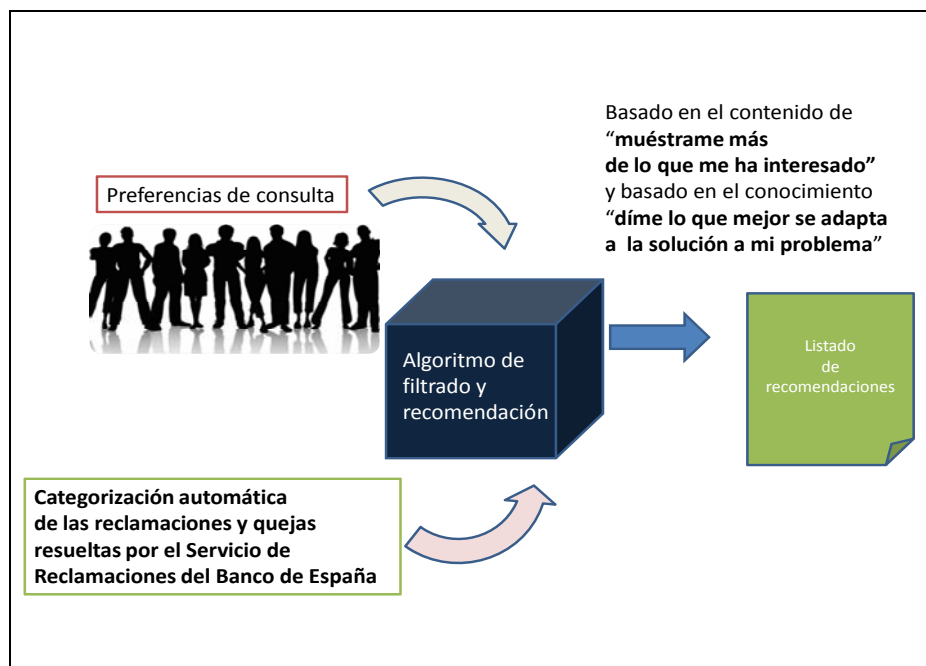 Basado en el contenido de
“muéstrame más
de lo que me ha interesado”
y basado en el conocimiento
“díme lo que mejor se adapta
a la solución a mi problema”
Preferencias de consulta
Algoritmo de
filtrado y
recomendación
Listado
de
recomendaciones
Categorización automática
de las reclamaciones y quejas
resueltas por el Servicio de
Reclamaciones del Banco de España